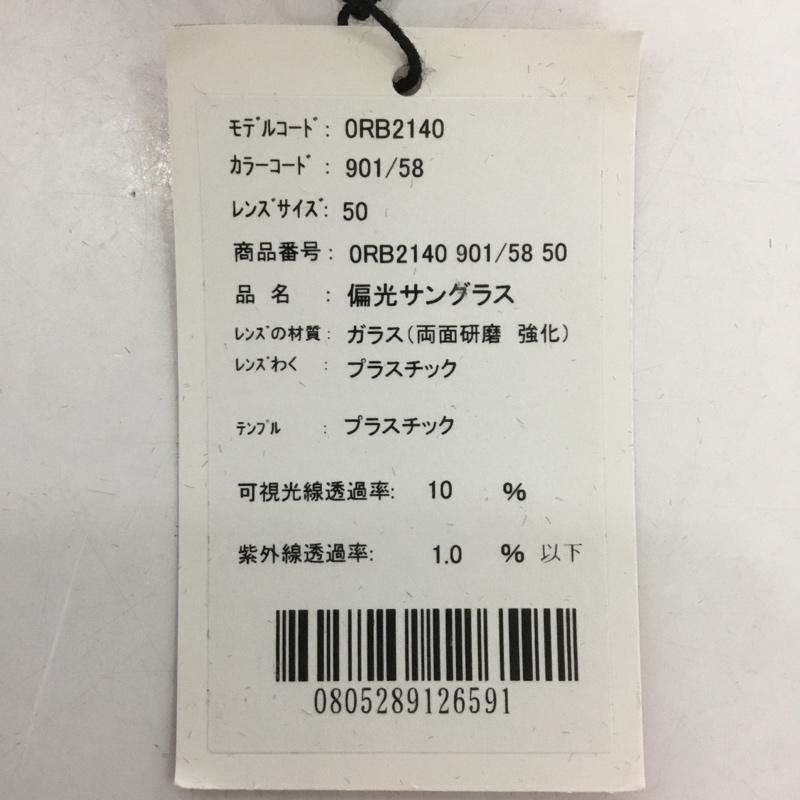 ﾓﾃﾞﾙｺｰﾄﾞ: 0RB2140
ｶﾗｰｺｰﾄﾞ : 901/58
ﾚﾝｽﾞｻｲｽﾞ: 50
商品番号: 0RB2140 901/58 50
品 名 : 偏光サングラス
ﾚﾝｽﾞの材質: ガラス(両面研磨 強化)
ﾚﾝｽﾞわく : プラスチック
ﾃﾝﾌﾟﾙ : プラスチック
可視光線透過率: 10 %
紫外線透過率: 1.0 % 以下
0805289126591